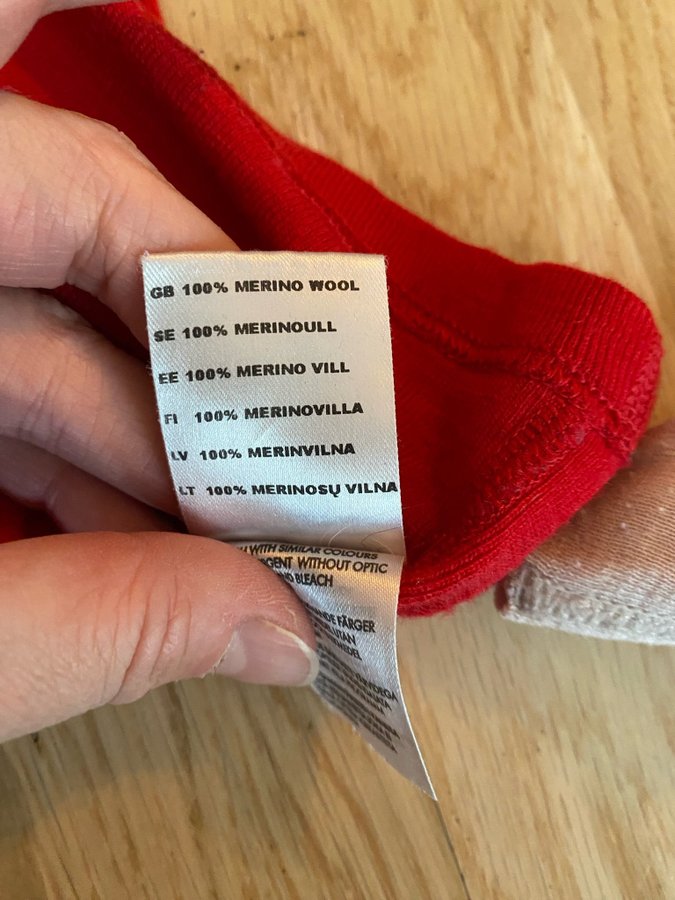 GB 100% MERINO WOOL
SE 100% MERINOULL
EE 100% MERINO VILL
FI 100% MERINOVILLA
LV 100% MERINVILNA
LT 100% MERINOSŲ VILNA
WITH SIMILAR COLOURS
WITHOUT OPTIC
BLEACH
FÄRGER